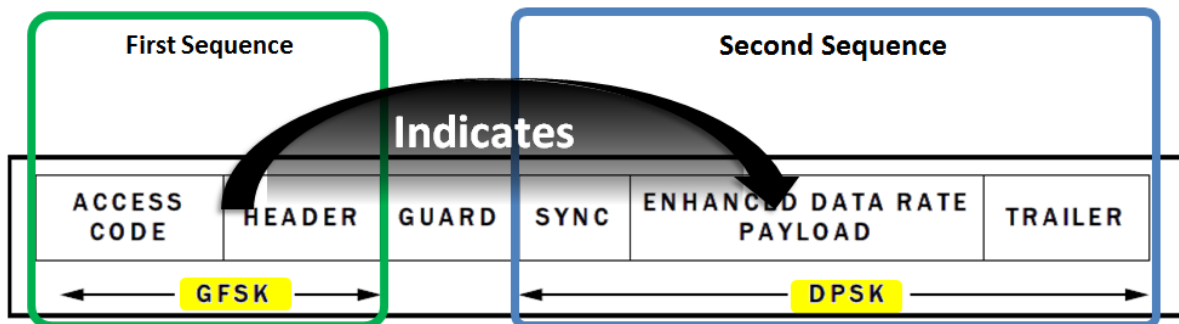 First Sequence
Second Sequence
Indicates
ACCESS
CODE
HEADER
GUARD
SYNC
ENHANCED DATA RATE
PAYLOAD
TRAILER
GFSK
DPSK